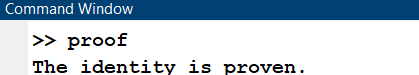 Command Window
>> proof
The identity is proven.